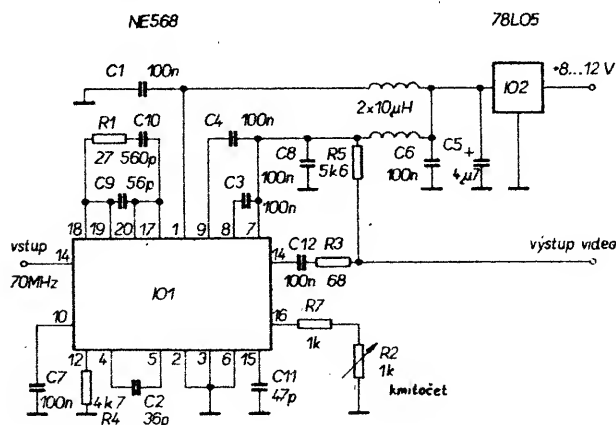 NE568
78L05
C1 100n
+8...12 V
IO2
2×10µH
R1 C10
27 560p
C4 100n
C9 56p
C3
100n
C8
100n
R5
5k6
C6
100n
C5 +
4µ7
18 19 20 17 1 9 8 7
vstup
14
70MHz
IO1
14
C12 R3
100n 68
výstup video
10
16
R7
1k
R2
1k
kmitočet
12 4 5 2 3 6 15
C7
100n
4k7
R4
C2
36p
C11
47p